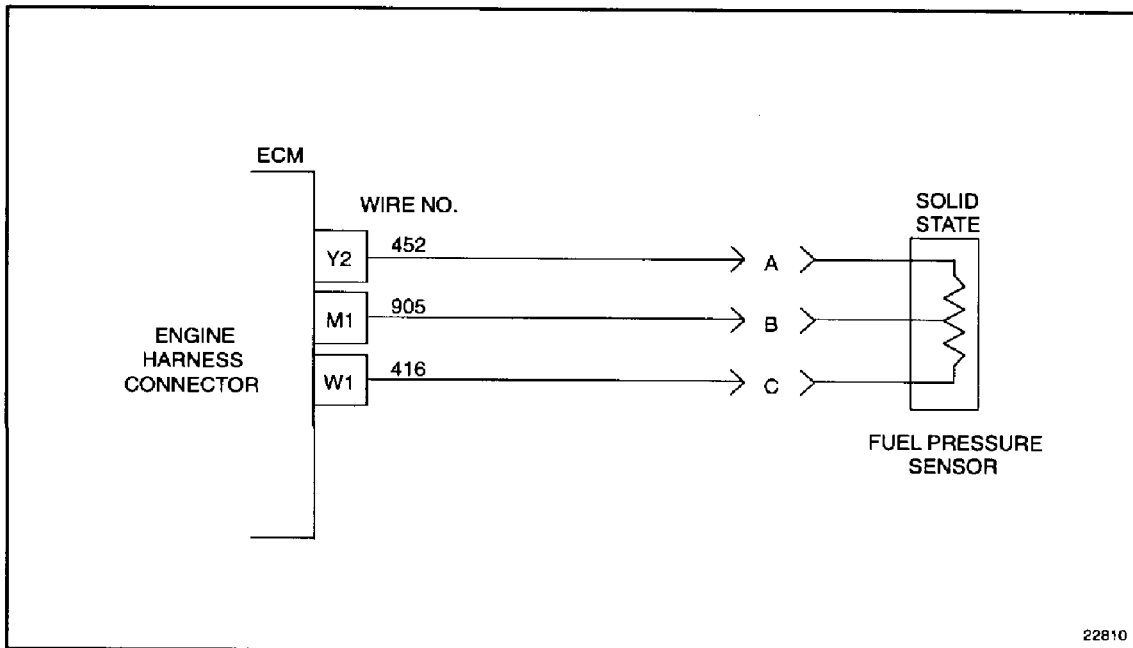 ECM
WIRE NO.
SOLID
STATE
Y2 452 A
M1 905 B
W1 416 C
ENGINE
HARNESS
CONNECTOR
FUEL PRESSURE
SENSOR
22810